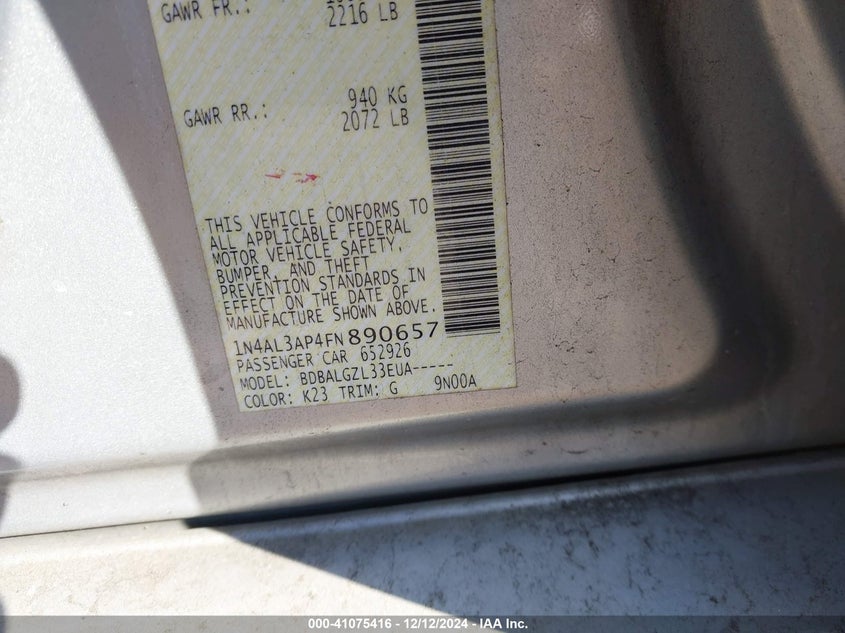 GAWR FR.:
2216 LB
GAWR RR.: 940 KG
2072 LB
THIS VEHICLE CONFORMS TO
ALL APPLICABLE FEDERAL
MOTOR VEHICLE SAFETY,
BUMPER, AND THEFT
PREVENTION STANDARDS IN
EFFECT ON THE DATE OF
MANUFACTURE SHOWN ABOVE.
1N4AL3AP4FN890657
PASSENGER CAR 652926
MODEL: BDBALGZL33EUA-----
COLOR: K23 TRIM: G 9N00A
000-41075416 - 12/12/2024 - IAA Inc.